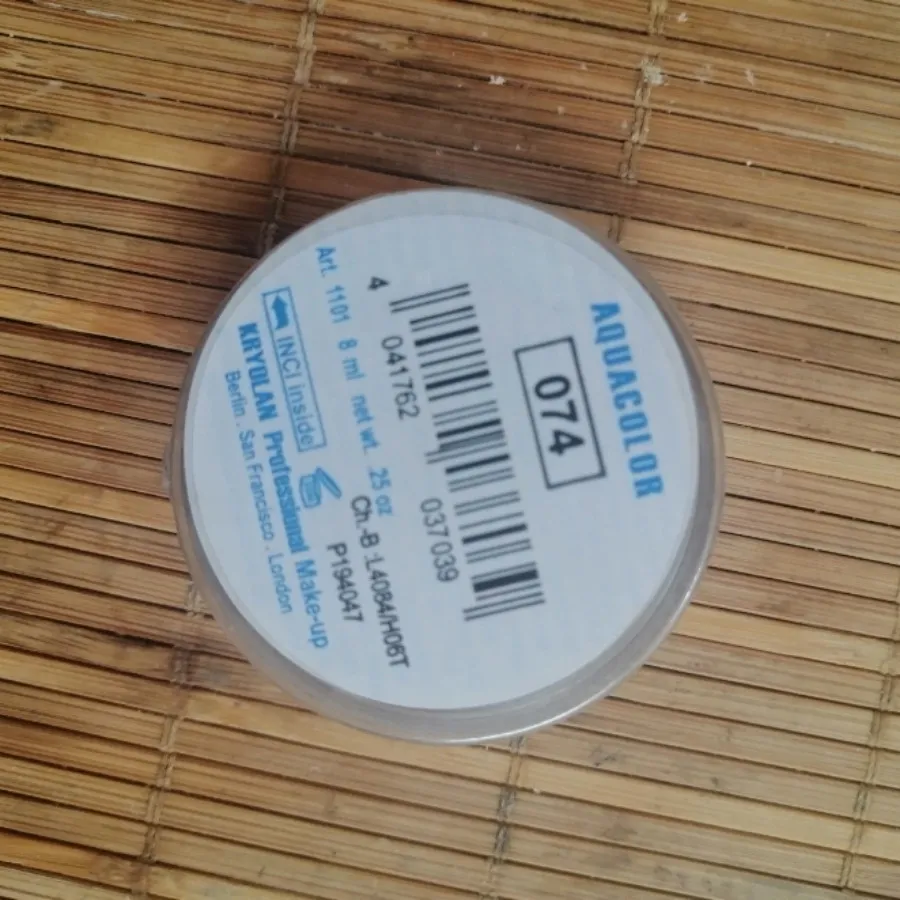 AQUACOLOR
074
4 041762 037039
Art. 1101 8 ml net wt. .25 oz
Ch.-B.:L4084/H06T
INCI inside
P194047
KRYOLAN Professional Make-up
Berlin . San Francisco . London